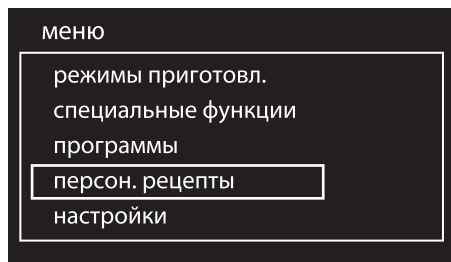 меню
режимы приготовл.
специальные функции
программы
персон. рецепты
настройки